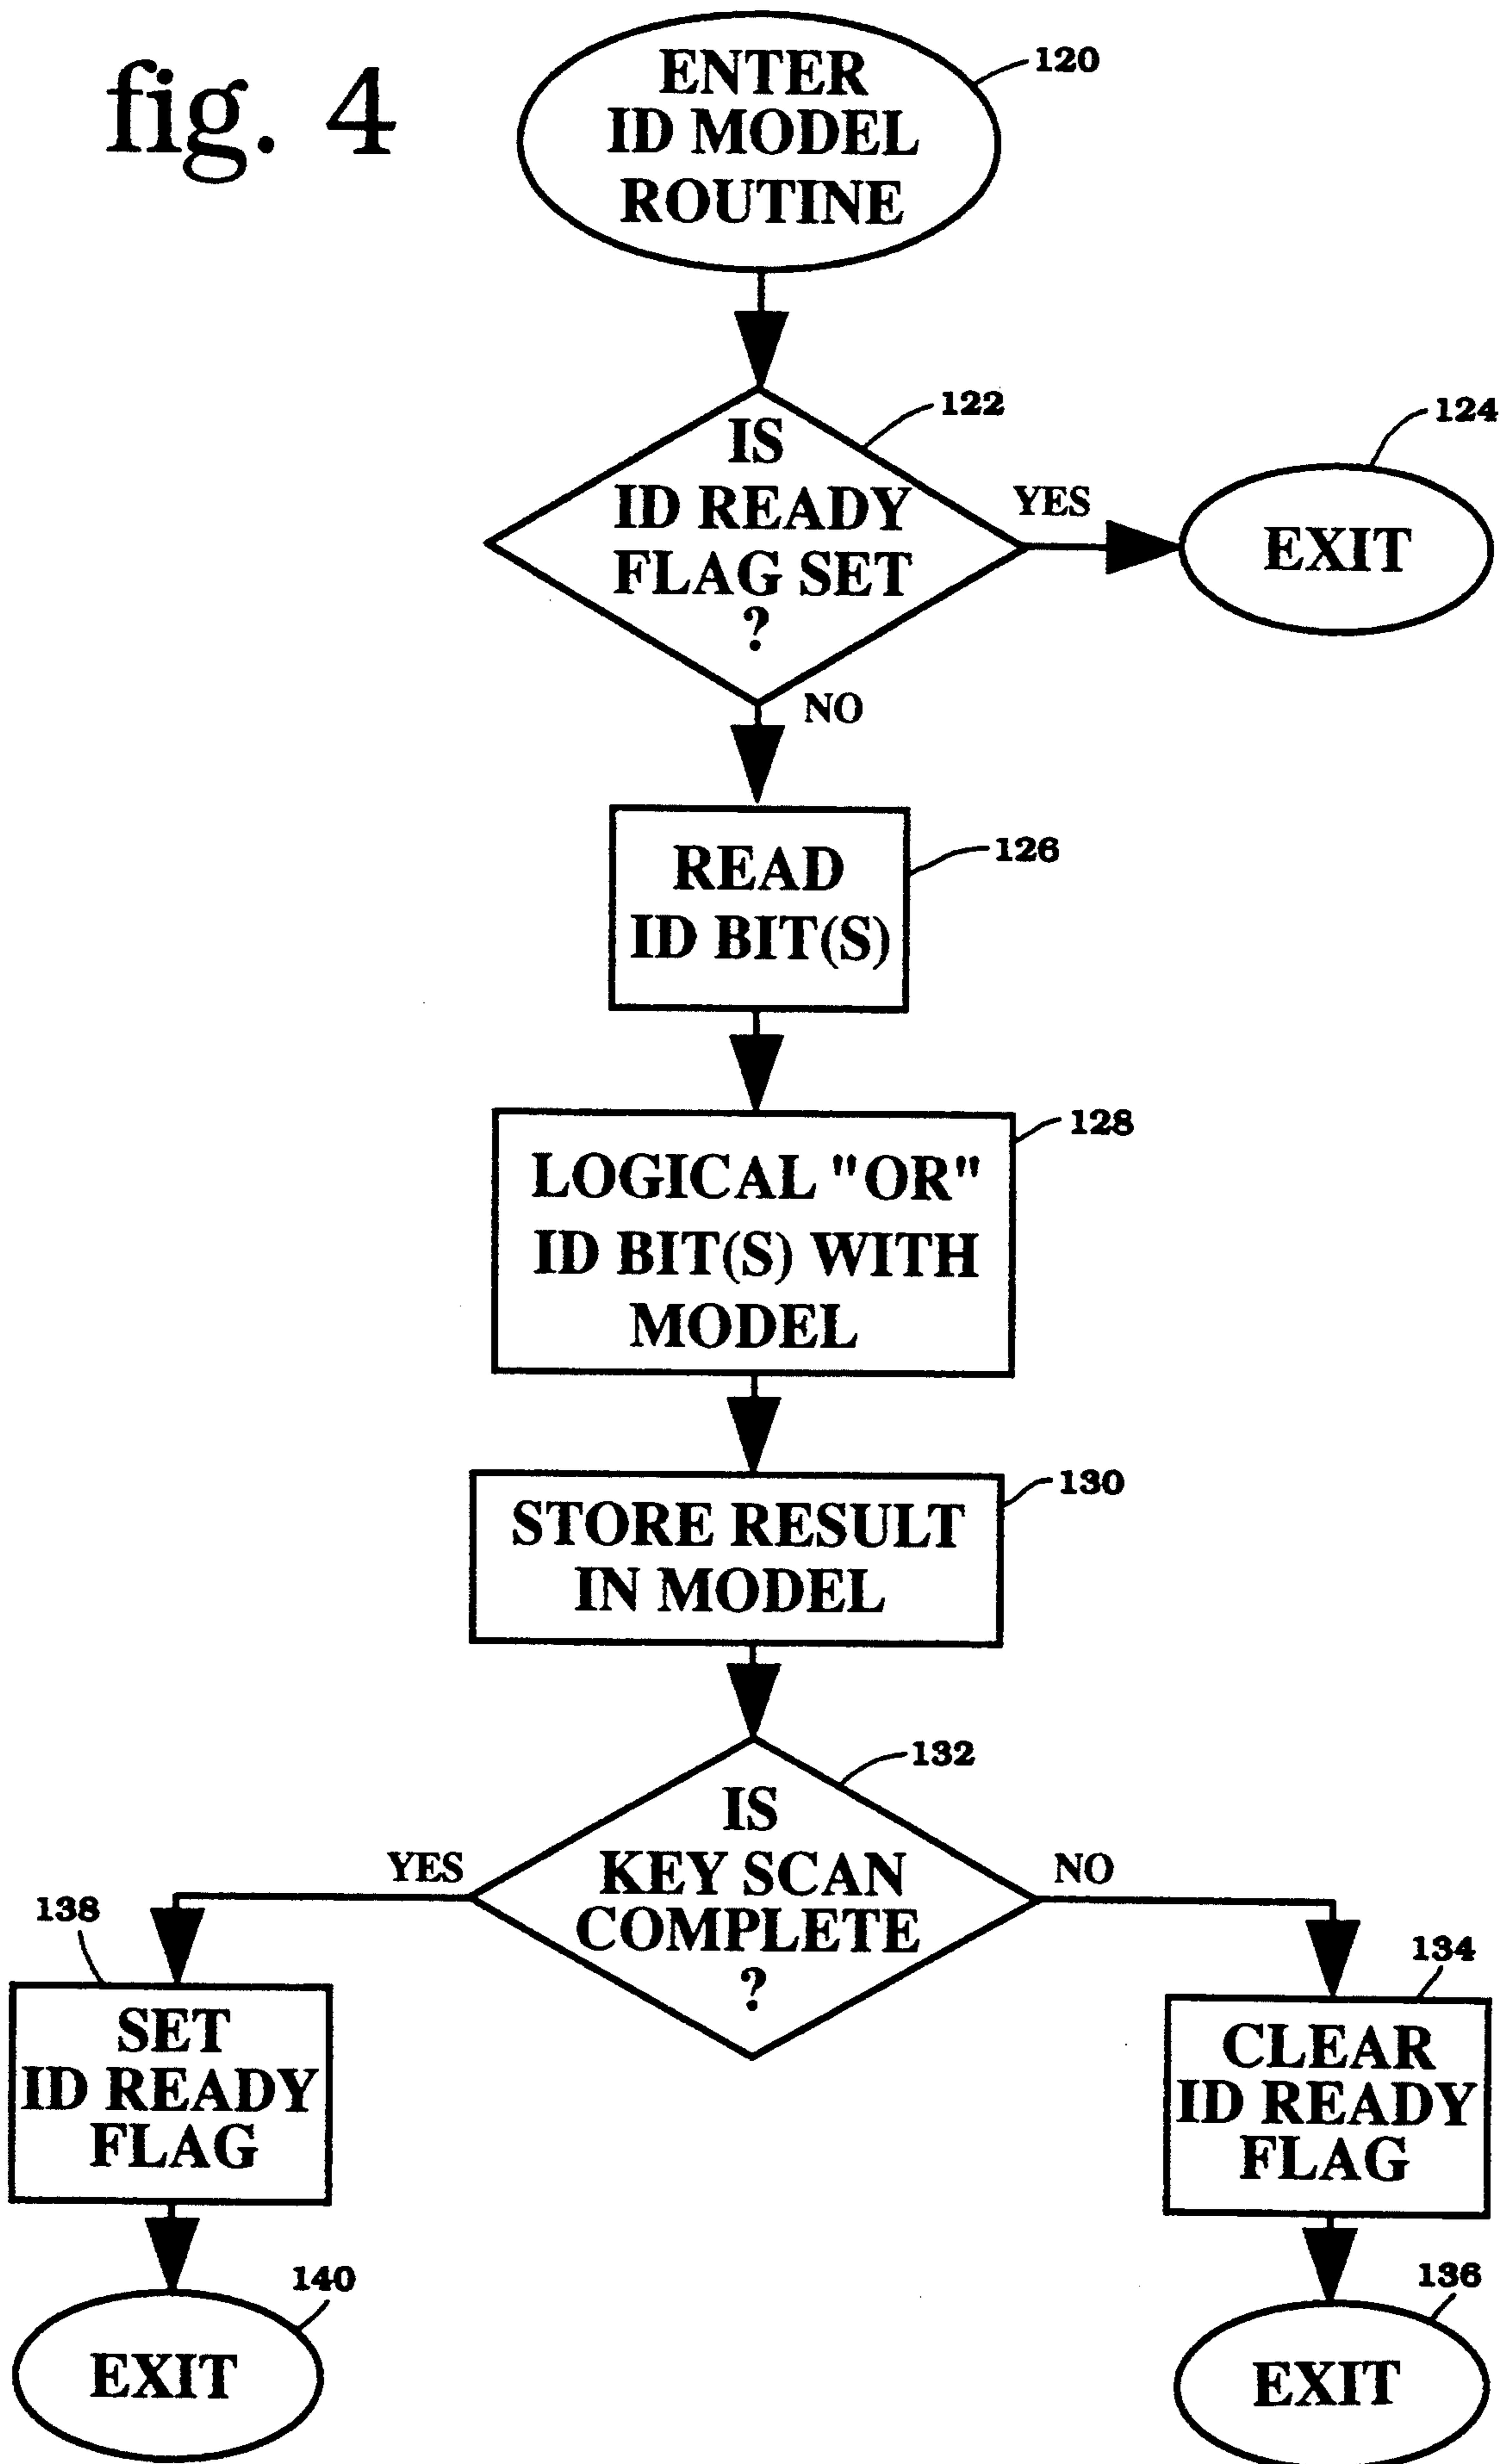 fig. 4
ENTER
ID MODEL
ROUTINE
120
IS
ID READY
FLAG SET
?
122
YES
124
EXIT
NO
READ
ID BIT(S)
126
LOGICAL "OR"
ID BIT(S) WITH
MODEL
128
STORE RESULT
IN MODEL
130
IS
KEY SCAN
COMPLETE
?
132
YES
NO
138
SET
ID READY
FLAG
134
CLEAR
ID READY
FLAG
140
EXIT
136
EXIT